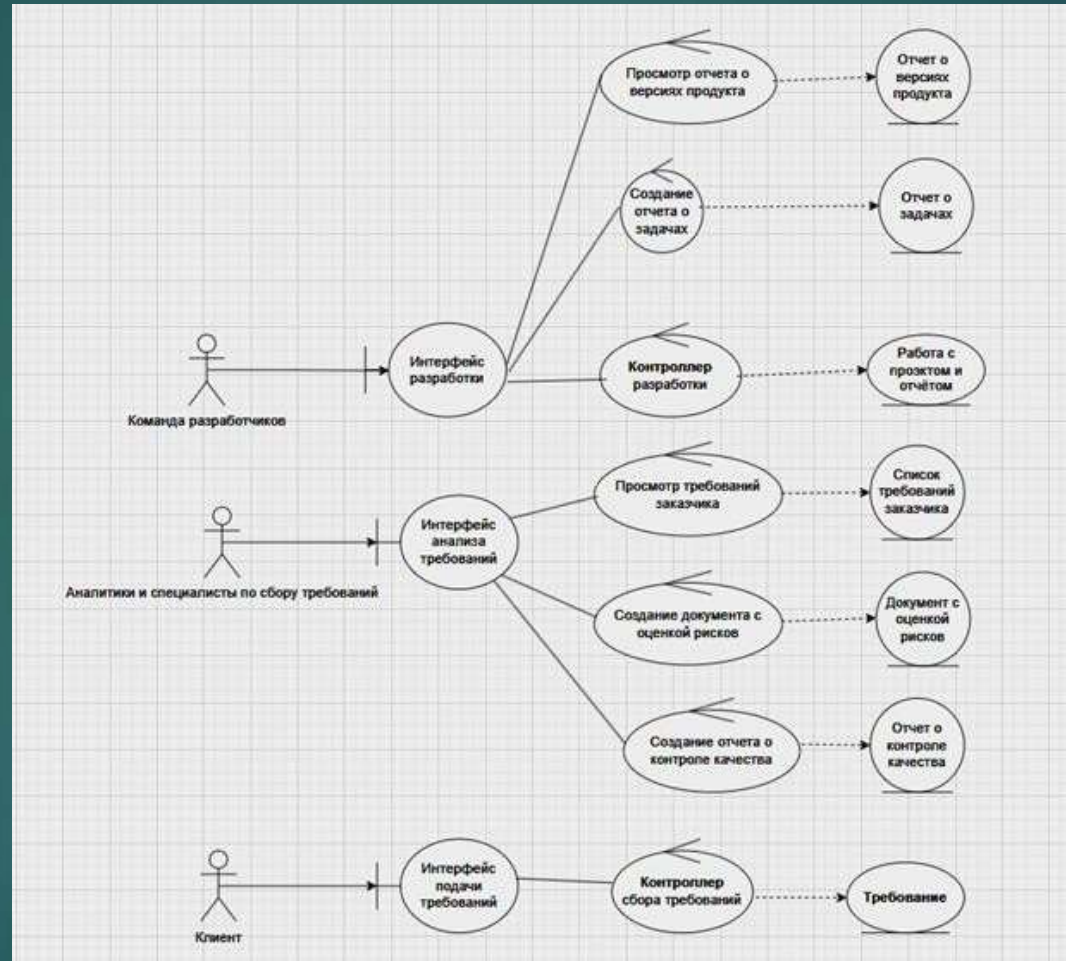 Просмотр отчета о
версиях продукта
Отчет о
версиях
продукта
Создание
отчета о
задачах
Отчет о
задачах
Команда разработчиков
Интерфейс
разработки
Контроллер
разработки
Работа с
проэктом и
отчётом
Аналитики и специалисты по сбору требований
Интерфейс
анализа
требований
Просмотр требований
заказчика
Список
требований
заказчика
Создание документа с
оценкой рисков
Документ с
оценкой
рисков
Создание отчета о
контроле качества
Отчет о
контроле
качества
Клиент
Интерфейс
подачи
требований
Контроллер
сбора требований
Требование